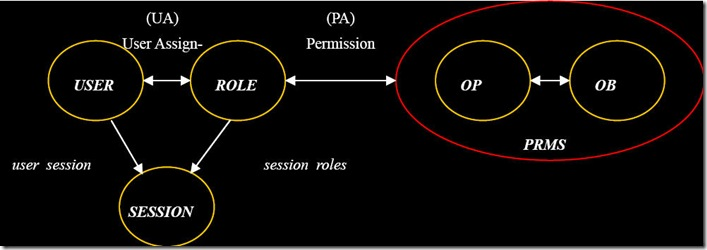 (UA)
(PA)
User Assign-
Permission
USER
ROLE
OP
OB
PRMS
user session
session roles
SESSION